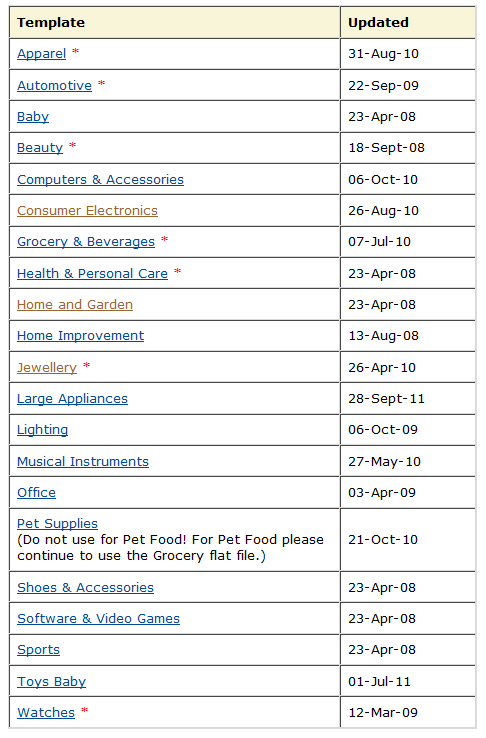 Template Updated
Apparel * 31-Aug-10
Automotive * 22-Sep-09
Baby 23-Apr-08
Beauty * 18-Sept-08
Computers & Accessories 06-Oct-10
Consumer Electronics 26-Aug-10
Grocery & Beverages * 07-Jul-10
Health & Personal Care * 23-Apr-08
Home and Garden 23-Apr-08
Home Improvement 13-Aug-08
Jewellery * 26-Apr-10
Large Appliances 28-Sept-11
Lighting 06-Oct-09
Musical Instruments 27-May-10
Office 03-Apr-09
Pet Supplies
(Do not use for Pet Food! For Pet Food please 21-Oct-10
continue to use the Grocery flat file.)
Shoes & Accessories 23-Apr-08
Software & Video Games 23-Apr-08
Sports 23-Apr-08
Toys Baby 01-Jul-11
Watches * 12-Mar-09